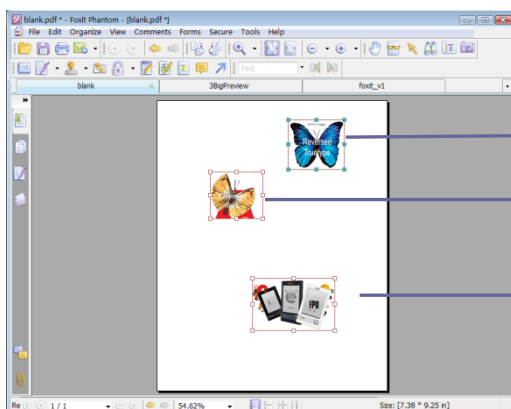 blank.pdf * - Foxit Phantom - [blank.pdf *]
File Edit Organize View Comments Forms Secure Tools Help
Find
blank 3BigPreview foxit_v1
Reversed
TrueType
1 / 1 54.62% Size: [7.38 * 9.25 in]